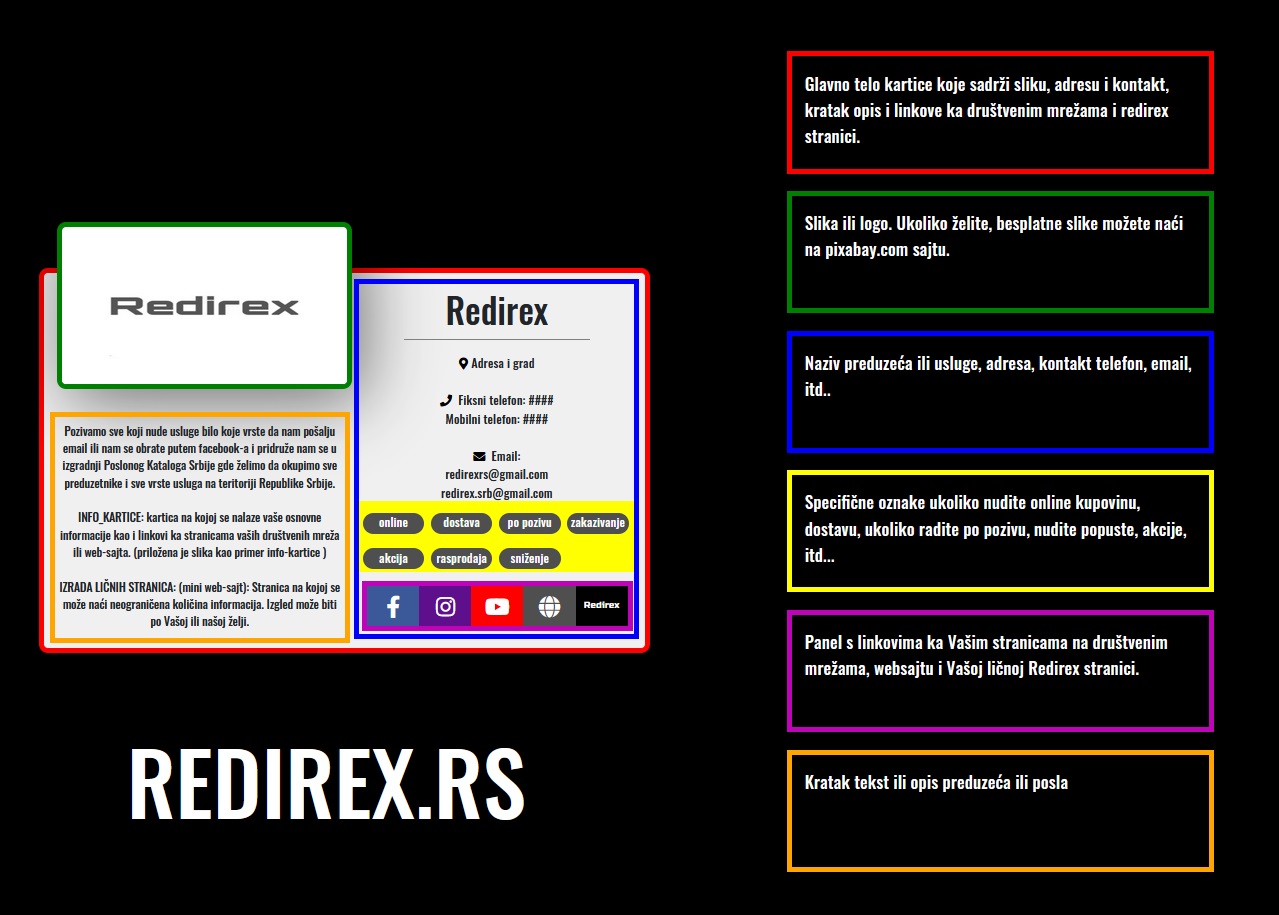 Redirex
Pozivamo sve koji nude usluge bilo koje vrste da nam pošalju
email ili nam se obrate putem facebook-a i pridruže nam se u
izgradnji Poslonog Kataloga Srbije gde želimo da okupimo sve
preduzetnike i sve vrste usluga na teritoriji Republike Srbije.
INFO_KARTICE: kartica na kojoj se nalaze vaše osnovne
informacije kao i linkovi ka stranicama vaših društvenih mreža
ili web-sajta. (priložena je slika kao primer info-kartice )
IZRADA LIČNIH STRANICA: (mini web-sajt): Stranica na kojoj se
može naći neograničena količina informacija. Izgled može biti
po Vašoj ili našoj želji.
Redirex
Adresa i grad
Fiksni telefon: ####
Mobilni telefon: ####
Email:
redirexrs@gmail.com
redirex.srb@gmail.com
online dostava po pozivu zakazivanje
akcija rasprodaja sniženje
Redirex
REDIREX.RS
Glavno telo kartice koje sadrži sliku, adresu i kontakt,
kratak opis i linkove ka društvenim mrežama i redirex
stranici.
Slika ili logo. Ukoliko želite, besplatne slike možete naći
na pixabay.com sajtu.
Naziv preduzeća ili usluge, adresa, kontakt telefon, email,
itd..
Specifične oznake ukoliko nudite online kupovinu,
dostavu, ukoliko radite po pozivu, nudite popuste, akcije,
itd...
Panel s linkovima ka Vašim stranicama na društvenim
mrežama, websajtu i Vašoj ličnoj Redirex stranici.
Kratak tekst ili opis preduzeća ili posla